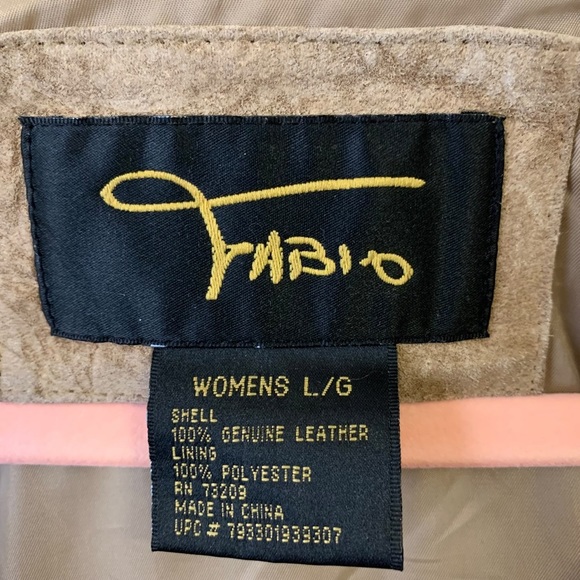 FABIO
WOMENS L/G
SHELL
100% GENUINE LEATHER
LINING
100% POLYESTER
RN 73209
MADE IN CHINA
UPC # 793301939307